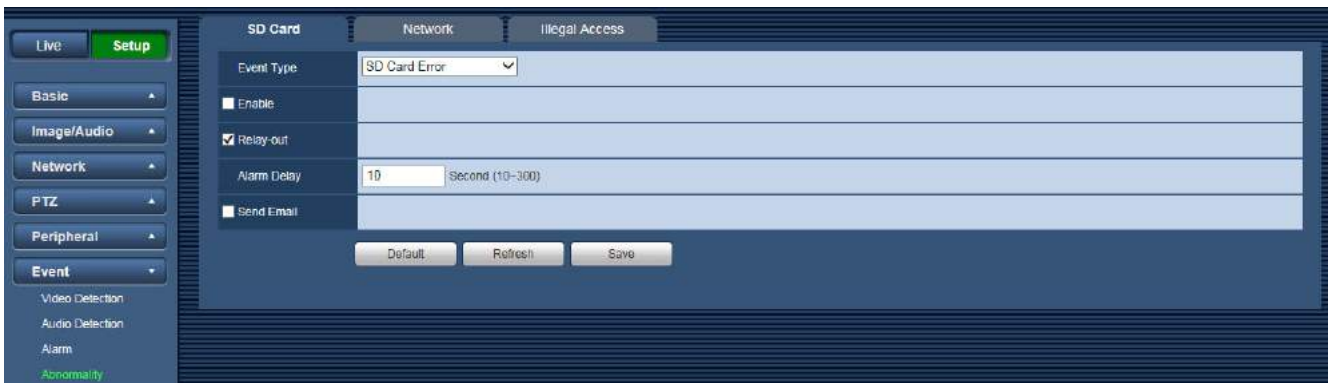 SD Card Network Illegal Access
Live Setup
Event Type SD Card Error
Basic
Enable
Image/Audio
Relay-out
Network
Alarm Delay 10 Second (10~300)
PTZ
Send Email
Peripheral
Default Refresh Save
Event
Video Detection
Audio Detection
Alarm
Abnormality